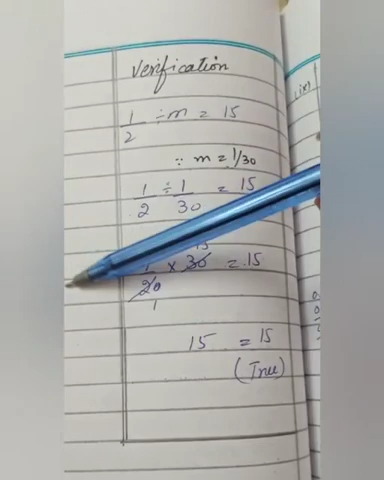 Verification
1/2 ÷ m = 15
∵ m = 1/30
1/2 ÷ 1/30 = 15
1/20 × 30 15 = 15
1
15 = 15
(True)